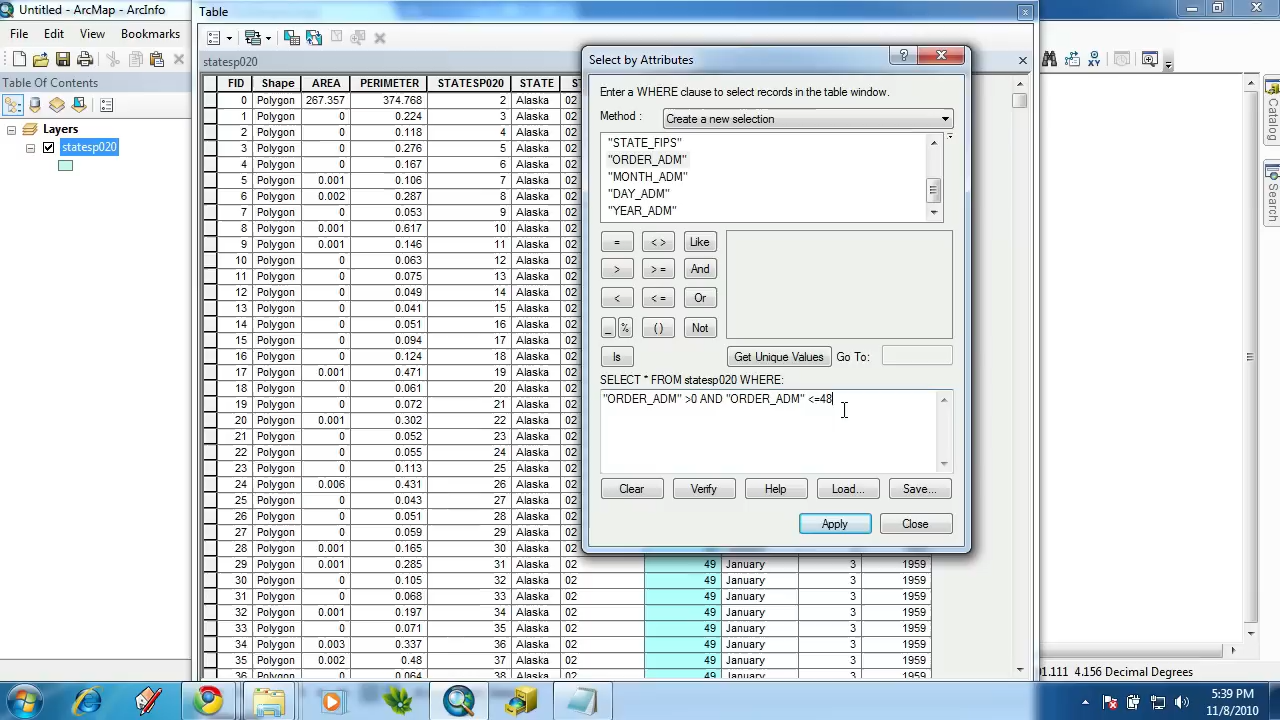 Untitled - ArcMap - ArcInfo
File Edit View Bookmarks
Table Of Contents
Layers
statesp020
Table
statesp020
FID Shape AREA PERIMETER STATESP020 STATE S
0 Polygon 267.357 374.768 2 Alaska 02
1 Polygon 0 0.224 3 Alaska 02
2 Polygon 0 0.118 4 Alaska 02
3 Polygon 0 0.276 5 Alaska 02
4 Polygon 0 0.167 6 Alaska 02
5 Polygon 0.001 0.106 7 Alaska 02
6 Polygon 0.002 0.287 8 Alaska 02
7 Polygon 0 0.053 9 Alaska 02
8 Polygon 0.001 0.617 10 Alaska 02
9 Polygon 0.001 0.146 11 Alaska 02
10 Polygon 0 0.063 12 Alaska 02
11 Polygon 0 0.075 13 Alaska 02
12 Polygon 0 0.049 14 Alaska 02
13 Polygon 0 0.041 15 Alaska 02
14 Polygon 0 0.051 16 Alaska 02
15 Polygon 0 0.094 17 Alaska 02
16 Polygon 0 0.124 18 Alaska 02
17 Polygon 0.001 0.471 19 Alaska 02
18 Polygon 0 0.061 20 Alaska 02
19 Polygon 0 0.072 21 Alaska 02
20 Polygon 0.001 0.302 22 Alaska 02
21 Polygon 0 0.052 23 Alaska 02
22 Polygon 0 0.055 24 Alaska 02
23 Polygon 0 0.113 25 Alaska 02
24 Polygon 0.006 0.431 26 Alaska 02
25 Polygon 0 0.043 27 Alaska 02
26 Polygon 0 0.051 28 Alaska 02
27 Polygon 0 0.059 29 Alaska 02
28 Polygon 0.001 0.165 30 Alaska 02
29 Polygon 0.001 0.285 31 Alaska 02 49 January 3 1959
30 Polygon 0 0.105 32 Alaska 02 49 January 3 1959
31 Polygon 0 0.068 33 Alaska 02 49 January 3 1959
32 Polygon 0.001 0.197 34 Alaska 02 49 January 3 1959
33 Polygon 0 0.071 35 Alaska 02 49 January 3 1959
34 Polygon 0.003 0.337 36 Alaska 02 49 January 3 1959
35 Polygon 0.002 0.48 37 Alaska 02 49 January 3 1959
36 Polygon 0 0.064 38 Alaska 02 49 January 3 1959
Select by Attributes
Enter a WHERE clause to select records in the table window.
Method : Create a new selection
"STATE_FIPS"
"ORDER_ADM"
"MONTH_ADM"
"DAY_ADM"
"YEAR_ADM"
= < > Like
> > = And
< < = Or
_ % ( ) Not
Is Get Unique Values Go To:
SELECT * FROM statesp020 WHERE:
"ORDER_ADM" >0 AND "ORDER_ADM" <=48
Clear Verify Help Load... Save...
Apply Close
XY
Catalog
Search
01.111 4.156 Decimal Degrees
5:39 PM
11/8/2010